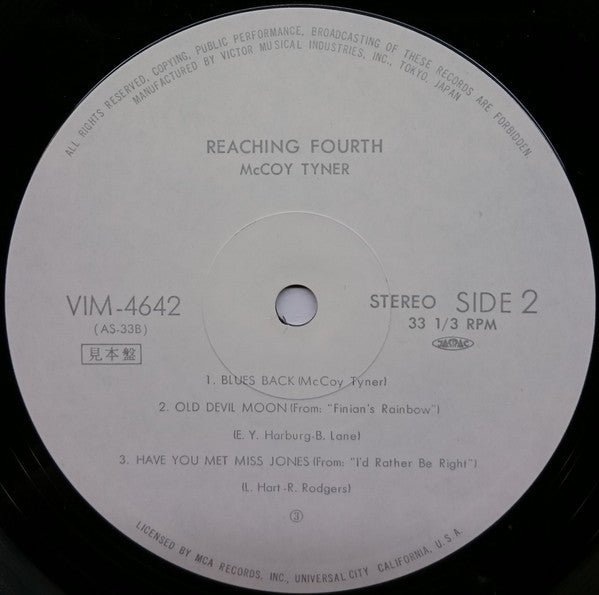 ALL RIGHTS RESERVED, COPYING, PUBLIC PERFORMANCE, BROADCASTING OF THESE RECORDS ARE FORBIDDEN
MANUFACTURED BY VICTOR MUSICAL INDUSTRIES, INC., TOKYO, JAPAN
REACHING FOURTH
McCOY TYNER
VIM-4642
(AS-33B)
見本盤
STEREO SIDE 2
33 1/3 RPM
JASRAC
1. BLUES BACK (McCoy Tyner)
2. OLD DEVIL MOON (From: "Finian's Rainbow")
(E. Y. Harburg-B. Lane)
3. HAVE YOU MET MISS JONES (From: "I'd Rather Be Right")
(L. Hart-R. Rodgers)
③
LICENSED BY MCA RECORDS, INC., UNIVERSAL CITY CALIFORNIA, U.S.A.